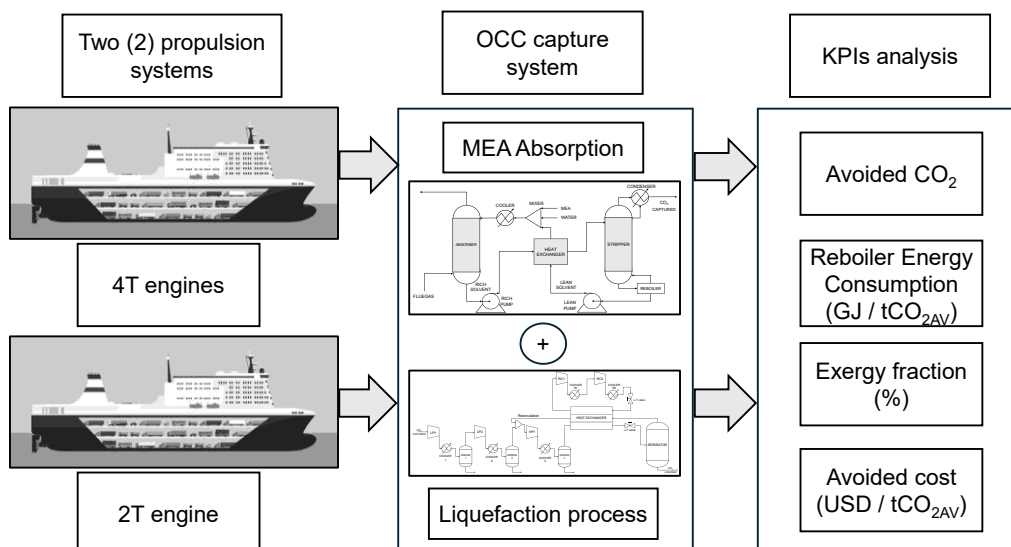 Two (2) propulsion
systems
OCC capture
system
KPIs analysis
4T engines
2T engine
MEA Absorption
ABSORBER
COOLER
MIXER
MEA
WATER
CONDENSER
CO2
CAPTURED
STRIPPER
HEAT
EXCHANGER
REBOILER
FLUEGAS
RICH
SOLVENT
RICH
PUMP
LEAN
SOLVENT
LEAN
PUMP
+
Recirculation
HEAT EXCHANGER
SEPARATOR
Liquefaction process
Avoided CO2
Reboiler Energy
Consumption
(GJ / tCO2AV)
Exergy fraction
(%)
Avoided cost
(USD / tCO2AV)